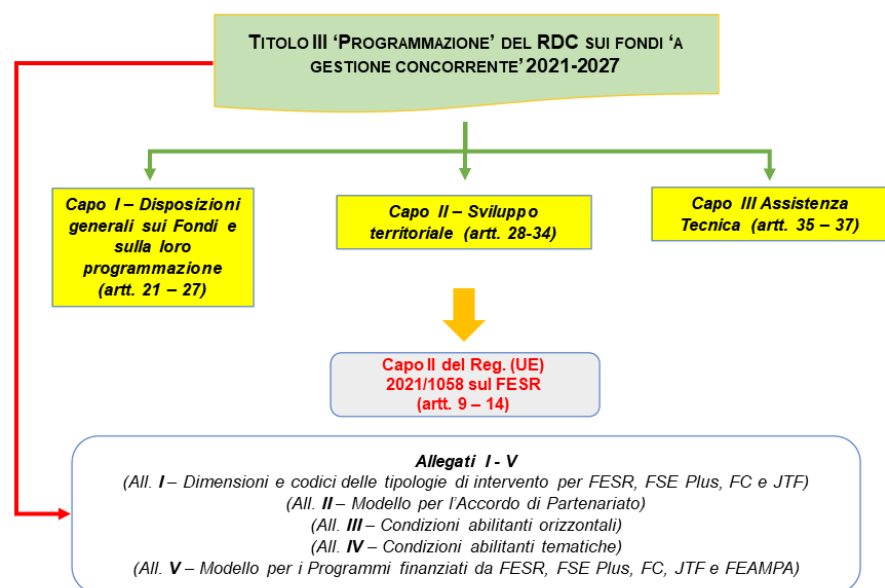 TITOLO III ‘PROGRAMMAZIONE’ DEL RDC SUI FONDI ‘A
GESTIONE CONCORRENTE’ 2021-2027
Capo I – Disposizioni
generali sui Fondi e
sulla loro
programmazione
(artt. 21 – 27)
Capo II – Sviluppo
territoriale (artt. 28-34)
Capo III Assistenza
Tecnica (artt. 35 – 37)
Capo II del Reg. (UE)
2021/1058 sul FESR
(artt. 9 – 14)
Allegati I - V
(All. I – Dimensioni e codici delle tipologie di intervento per FESR, FSE Plus, FC e JTF)
(All. II – Modello per l’Accordo di Partenariato)
(All. III – Condizioni abilitanti orizzontali)
(All. IV – Condizioni abilitanti tematiche)
(All. V – Modello per i Programmi finanziati da FESR, FSE Plus, FC, JTF e FEAMPA)